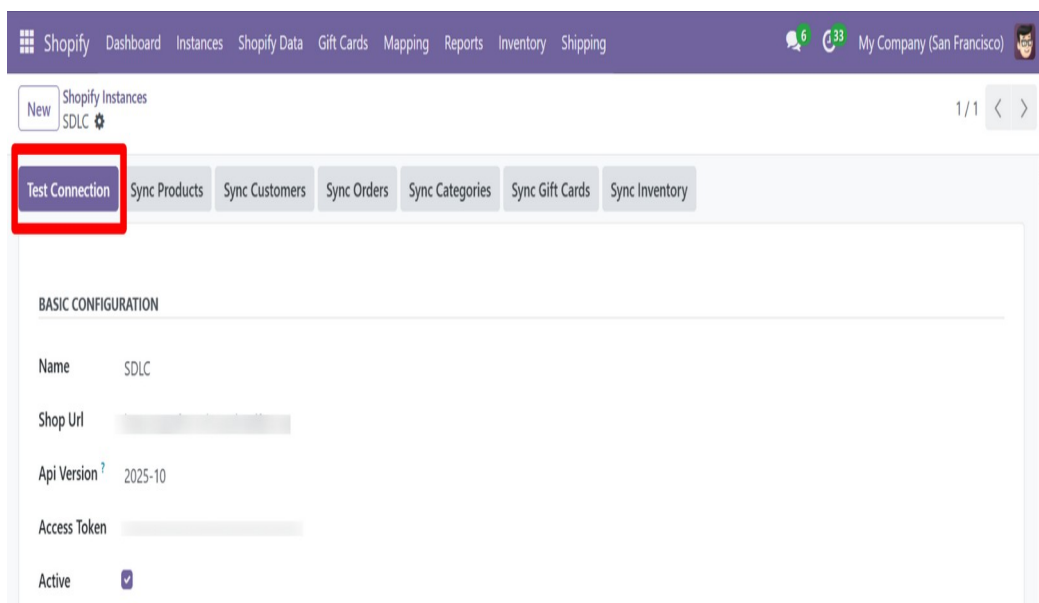 Shopify Dashboard Instances Shopify Data Gift Cards Mapping Reports Inventory Shipping 6 33 My Company (San Francisco)
New Shopify Instances 1 / 1
SDLC
Test Connection Sync Products Sync Customers Sync Orders Sync Categories Sync Gift Cards Sync Inventory
BASIC CONFIGURATION
Name SDLC
Shop Url
Api Version ? 2025-10
Access Token
Active